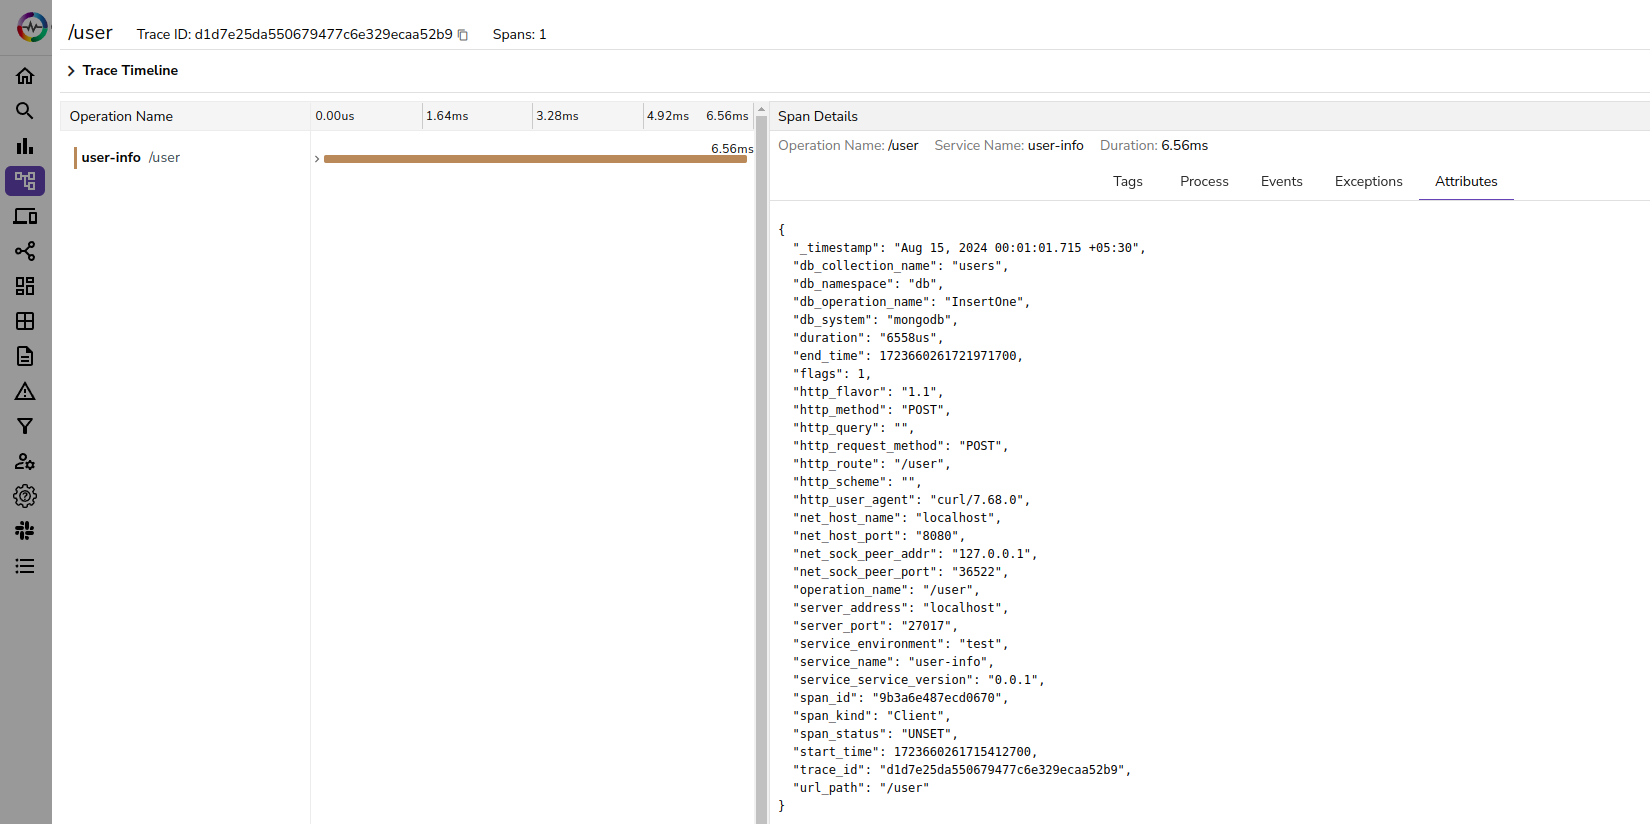 /user Trace ID: d1d7e25da550679477c6e329ecaa52b9 Spans: 1
Trace Timeline
Operation Name 0.00us 1.64ms 3.28ms 4.92ms 6.56ms
user-info /user 6.56ms
Span Details
Operation Name: /user Service Name: user-info Duration: 6.56ms
Tags Process Events Exceptions Attributes
{
"_timestamp": "Aug 15, 2024 00:01:01.715 +05:30",
"db_collection_name": "users",
"db_namespace": "db",
"db_operation_name": "InsertOne",
"db_system": "mongodb",
"duration": "6558us",
"end_time": 1723660261721971700,
"flags": 1,
"http_flavor": "1.1",
"http_method": "POST",
"http_query": "",
"http_request_method": "POST",
"http_route": "/user",
"http_scheme": "",
"http_user_agent": "curl/7.68.0",
"net_host_name": "localhost",
"net_host_port": "8080",
"net_sock_peer_addr": "127.0.0.1",
"net_sock_peer_port": "36522",
"operation_name": "/user",
"server_address": "localhost",
"server_port": "27017",
"service_environment": "test",
"service_name": "user-info",
"service_service_version": "0.0.1",
"span_id": "9b3a6e487ecd0670",
"span_kind": "Client",
"span_status": "UNSET",
"start_time": 1723660261715412700,
"trace_id": "d1d7e25da550679477c6e329ecaa52b9",
"url_path": "/user"
}